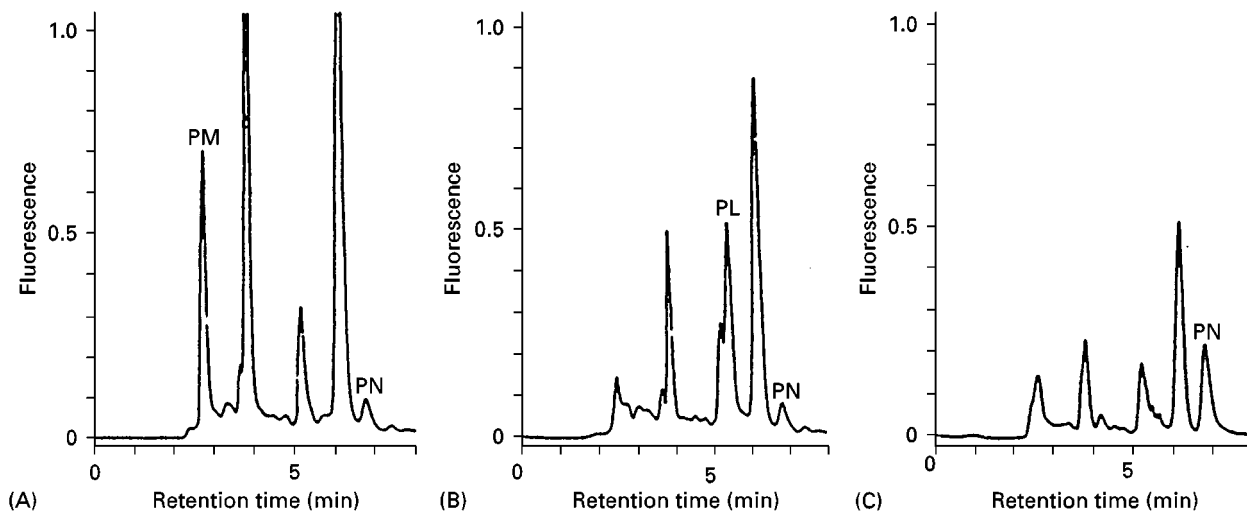 1.0
PM
Fluorescence
0.5
PN
0
0
5
(A)
Retention time (min)
1.0
Fluorescence
PL
0.5
PN
0
0
5
(B)
Retention time (min)
1.0
Fluorescence
0.5
PN
0
0
5
(C)
Retention time (min)